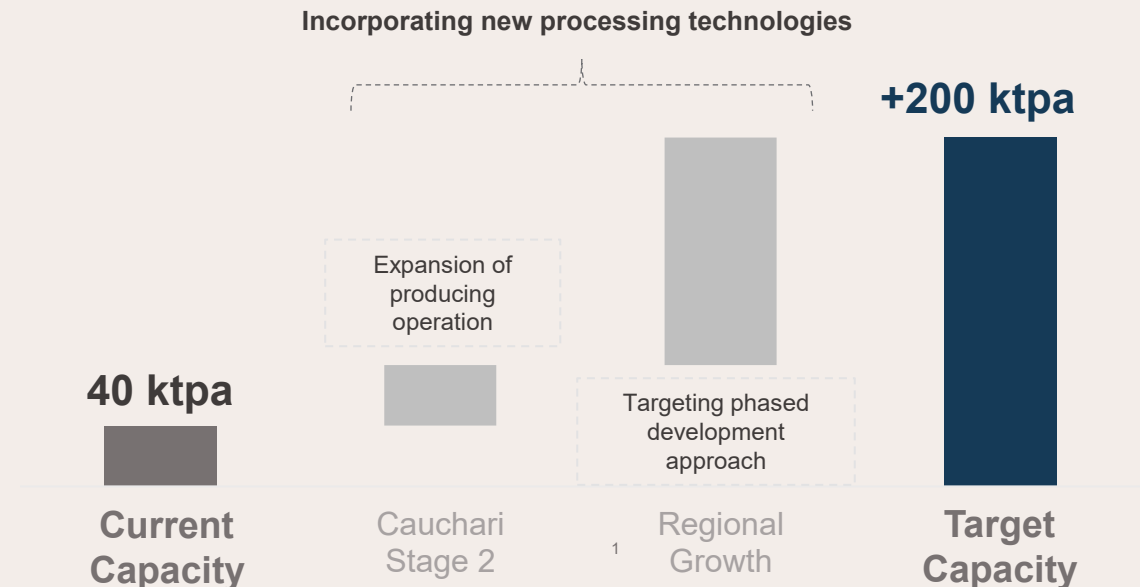 Incorporating new processing technologies
+200 ktpa
Expansion of
producing
operation
40 ktpa
Targeting phased
development
approach
Current
Capacity
Cauchari
Stage 2
1
Regional
Growth
Target
Capacity